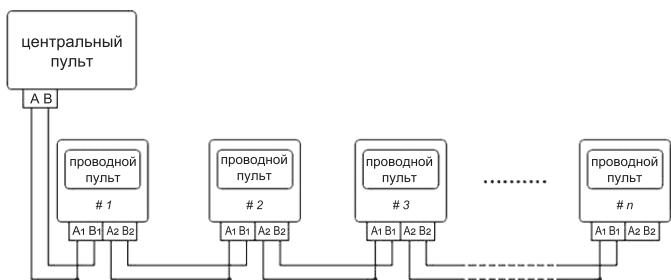 центральный
пульт
A B
проводной
пульт
# 1
A1 B1 A2 B2
проводной
пульт
# 2
A1 B1 A2 B2
проводной
пульт
# 3
A1 B1 A2 B2
..........
проводной
пульт
# n
A1 B1 A2 B2